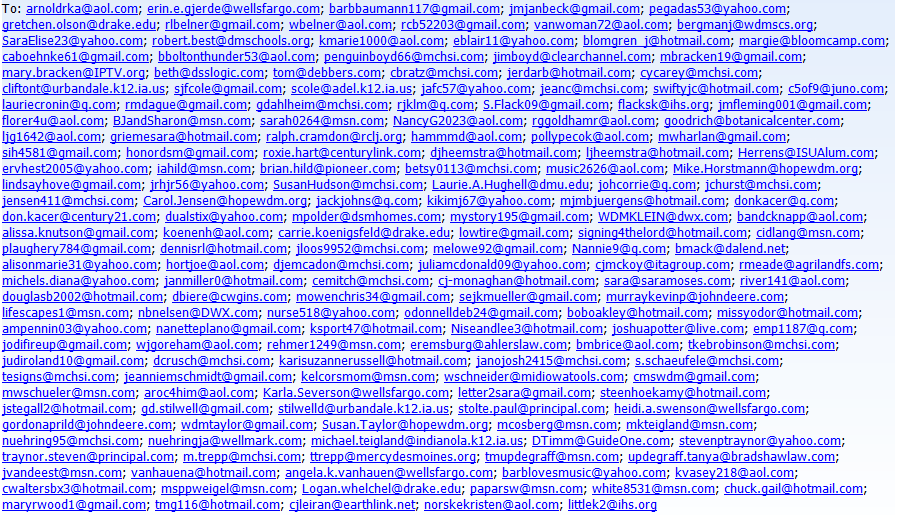 To: arnoldrka@aol.com; erin.e.gjerde@wellsfargo.com; barbbaumann117@gmail.com; jmjanbeck@gmail.com; pegadas53@yahoo.com;
gretchen.olson@drake.edu; rlbelner@gmail.com; wbelner@aol.com; rcb52203@gmail.com; vanwoman72@aol.com; bergmanj@wdmscs.org;
SaraElise23@yahoo.com; robert.best@dmschools.org; kmarie1000@aol.com; eblair11@yahoo.com; blomgren_j@hotmail.com; margie@bloomcamp.com;
caboehnke61@gmail.com; bboltonthunder53@aol.com; penguinboyd66@mchsi.com; jimboyd@clearchannel.com; mbracken19@gmail.com;
mary.bracken@IPTV.org; beth@dsslogic.com; tom@debbers.com; cbratz@mchsi.com; jerdarb@hotmail.com; cycarey@mchsi.com;
cliftont@urbandale.k12.ia.us; sjfcole@gmail.com; scole@adel.k12.ia.us; jafc57@yahoo.com; jeanc@mchsi.com; swiftyjc@hotmail.com; c5of9@juno.com;
lauriecronin@q.com; rmdague@gmail.com; gdahlheim@mchsi.com; rjklm@q.com; S.Flack09@gmail.com; flacksk@ihs.org; jmfleming001@gmail.com;
florer4u@aol.com; BJandSharon@msn.com; sarah0264@msn.com; NancyG2023@aol.com; rggoldhamr@aol.com; goodrich@botanicalcenter.com;
ljg1642@aol.com; griemesara@hotmail.com; ralph.cramdon@rclj.org; hammmd@aol.com; pollypecok@aol.com; mwharlan@gmail.com;
sih4581@gmail.com; honordsm@gmail.com; roxie.hart@centurylink.com; djheemstra@hotmail.com; ljheemstra@hotmail.com; Herrens@ISUAlum.com;
ervhest2005@yahoo.com; iahild@msn.com; brian.hild@pioneer.com; betsy0113@mchsi.com; music2626@aol.com; Mike.Horstmann@hopewdm.org;
lindsayhove@gmail.com; jrhjr56@yahoo.com; SusanHudson@mchsi.com; Laurie.A.Hughell@dmu.edu; johcorrie@q.com; jchurst@mchsi.com;
jensen411@mchsi.com; Carol.Jensen@hopewdm.org; jackjohns@q.com; kikimj67@yahoo.com; mjmbjuergens@hotmail.com; donkacer@q.com;
don.kacer@century21.com; dualstix@yahoo.com; mpolder@dsmhomes.com; mystory195@gmail.com; WDMKLEIN@dwx.com; bandcknapp@aol.com;
alissa.knutson@gmail.com; koenenh@aol.com; carrie.koenigsfeld@drake.edu; lowtire@gmail.com; signing4thelord@hotmail.com; cidlang@msn.com;
plaughery784@gmail.com; dennisrl@hotmail.com; jloos9952@mchsi.com; melowe92@gmail.com; Nannie9@q.com; bmack@dalend.net;
alisonmarie31@yahoo.com; hortjoe@aol.com; djemcadon@mchsi.com; juliamcdonald09@yahoo.com; cjmckoy@itagroup.com; rmeade@agrilandfs.com;
michels.diana@yahoo.com; janmiller0@hotmail.com; cemitch@mchsi.com; cj-monaghan@hotmail.com; sara@saramoses.com; river141@aol.com;
douglasb2002@hotmail.com; dbiere@cwgins.com; mowenchris34@gmail.com; sejkmueller@gmail.com; murraykevinp@johndeere.com;
lifescapes1@msn.com; nbnelsen@DWX.com; nurse518@yahoo.com; odonnelldeb24@gmail.com; boboakley@hotmail.com; missyodor@hotmail.com;
ampennin03@yahoo.com; nanetteplano@gmail.com; ksport47@hotmail.com; Niseandlee3@hotmail.com; joshuapotter@live.com; emp1187@q.com;
jodifireup@gmail.com; wjgoreham@aol.com; rehmer1249@msn.com; eremsburg@ahlerslaw.com; bmbrice@aol.com; tkebrobinson@mchsi.com;
judiroland10@gmail.com; dcrusch@mchsi.com; karisuzannerussell@hotmail.com; janojosh2415@mchsi.com; s.schaefule@mchsi.com;
tesigns@mchsi.com; jeanniemschmidt@gmail.com; kelcorsmom@msn.com; wschneider@midiowatools.com; cmswdm@gmail.com;
mwschueler@msn.com; aroc4him@aol.com; Karla.Severson@wellsfargo.com; letter2sara@gmail.com; steenhoekamy@hotmail.com;
jstegall2@hotmail.com; gd.stilwell@gmail.com; stilwelld@urbandale.k12.ia.us; stolte.paul@principal.com; heidi.a.swenson@wellsfargo.com;
gordonaprild@johndeere.com; wdmtaylor@gmail.com; Susan.Taylor@hopewdm.org; mcosberg@msn.com; mkteigland@msn.com;
nuehring95@mchsi.com; nuehringja@wellmark.com; michael.teigland@indianola.k12.ia.us; DTimm@GuideOne.com; stevenptraynor@yahoo.com;
traynor.steven@principal.com; m.trepp@mchsi.com; ttrepp@mercydesmoines.org; tmupdegraff@msn.com; updegraff.tanya@bradshawlaw.com;
jvandeest@msn.com; vanhauena@hotmail.com; angela.k.vanhauen@wellsfargo.com; barblovesmusic@yahoo.com; kvasey218@aol.com;
cwaltersbx3@hotmail.com; msppweigel@msn.com; Logan.whelchel@drake.edu; paparsw@msn.com; white8531@msn.com; chuck.gail@hotmail.com;
maryrwood1@gmail.com; tmg116@hotmail.com; cjleiran@earthlink.net; norskekristen@aol.com; littlek2@ihs.org